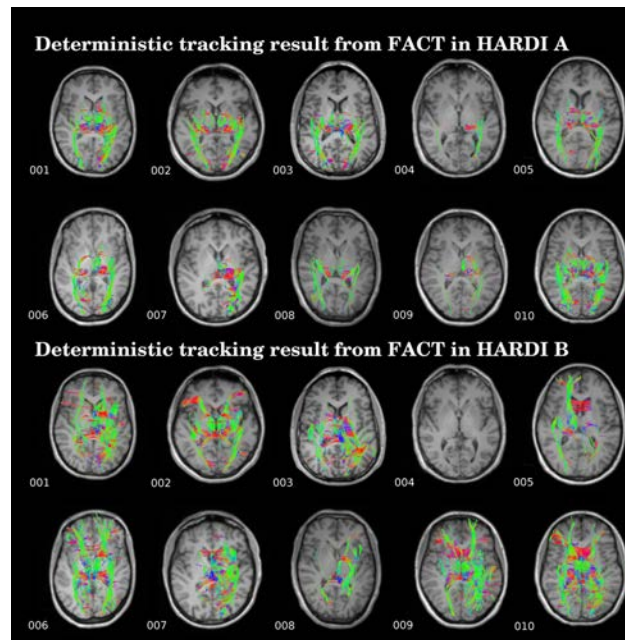 Deterministic tracking result from FACT in HARDI A
001 002 003 004 005
006 007 008 009 010
Deterministic tracking result from FACT in HARDI B
001 002 003 004 005
006 007 008 009 010